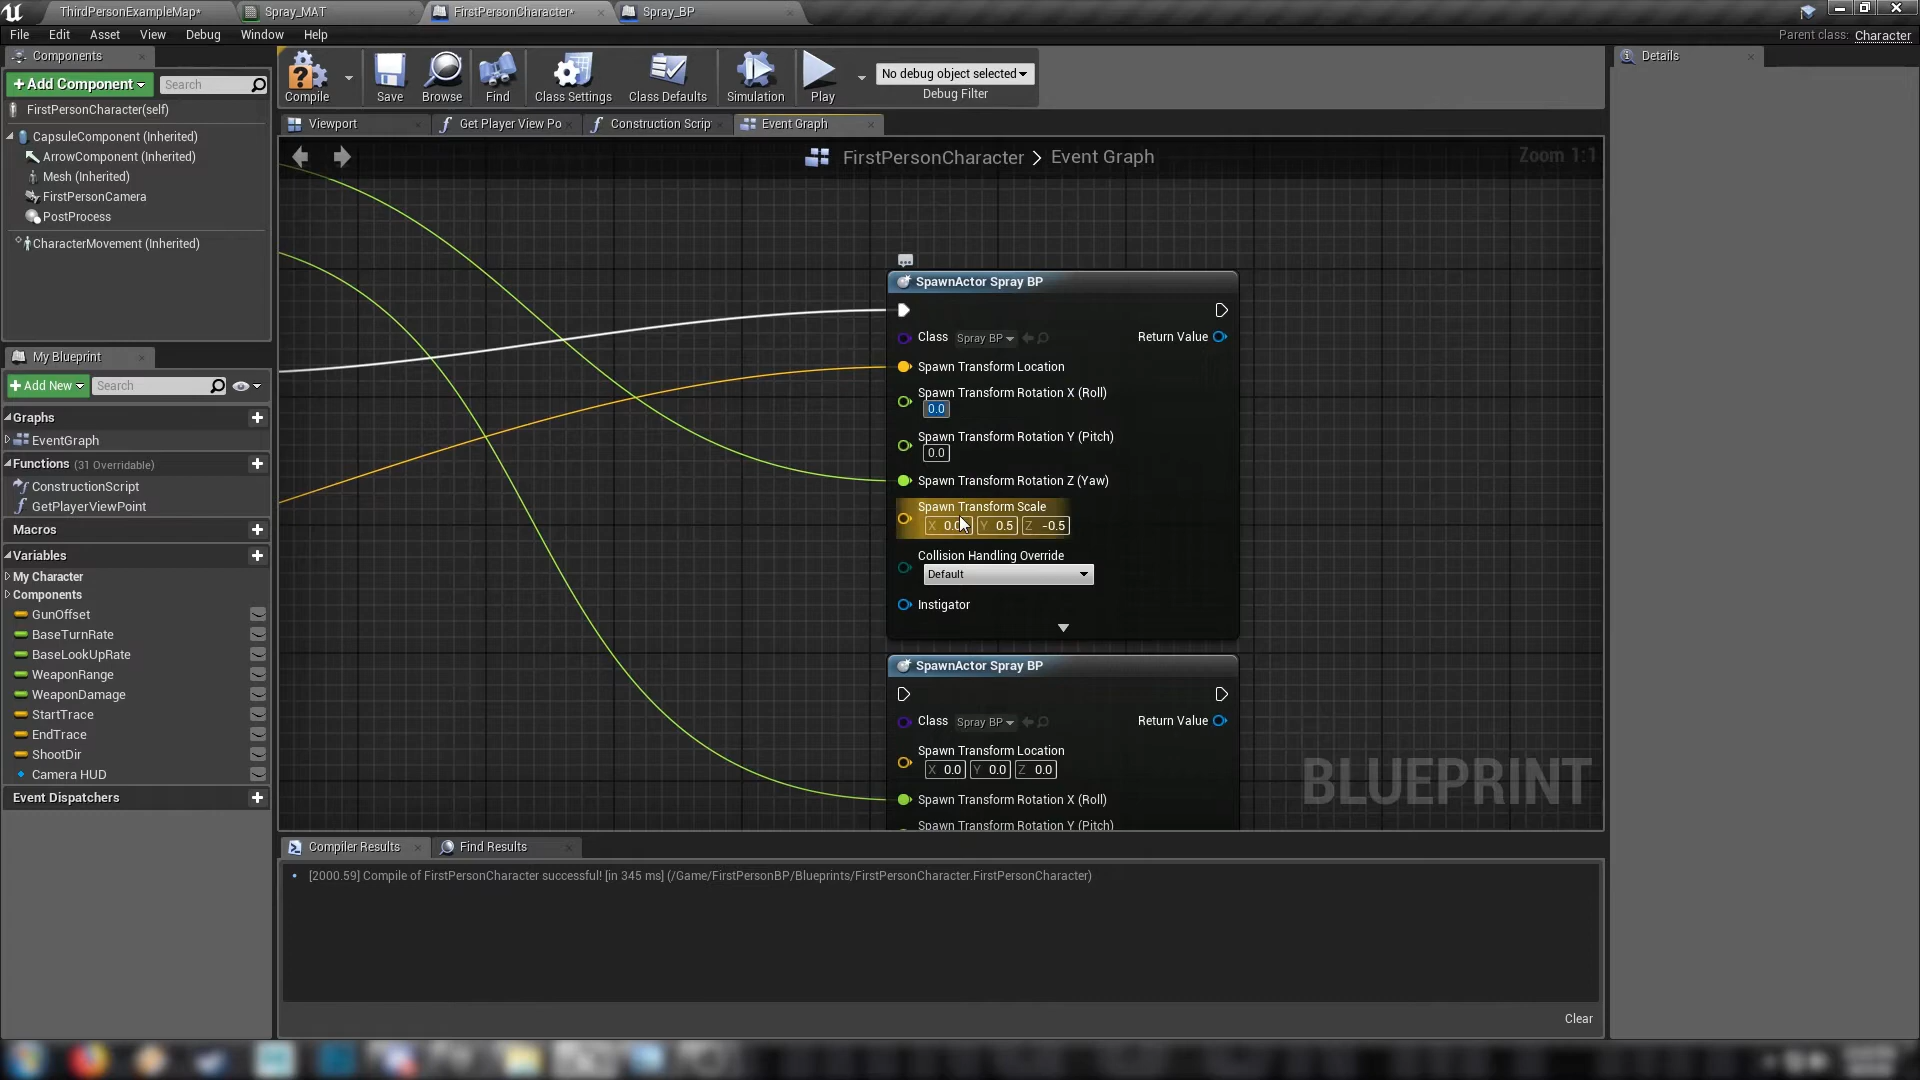 ThirdPersonExampleMap*
Spray_MAT
FirstPersonCharacter*
Spray_BP
File Edit Asset View Debug Window Help
Parent class: Character
Components
+Add Component
Search
FirstPersonCharacter(self)
CapsuleComponent (Inherited)
ArrowComponent (Inherited)
Mesh (Inherited)
FirstPersonCamera
PostProcess
CharacterMovement (Inherited)
My Blueprint
+Add New
Search
Graphs
EventGraph
Functions (31 Overridable)
ConstructionScript
GetPlayerViewPoint
Macros
Variables
My Character
Components
GunOffset
BaseTurnRate
BaseLookUpRate
WeaponRange
WeaponDamage
StartTrace
EndTrace
ShootDir
Camera HUD
Event Dispatchers
Compile
Save
Browse
Find
Class Settings
Class Defaults
Simulation
Play
No debug object selected
Debug Filter
Viewport
Get Player View Po
Construction Scrip
Event Graph
FirstPersonCharacter > Event Graph
Zoom 1:1
SpawnActor Spray BP
Class Spray BP
Return Value
Spawn Transform Location
Spawn Transform Rotation X (Roll)
0.0
Spawn Transform Rotation Y (Pitch)
0.0
Spawn Transform Rotation Z (Yaw)
Spawn Transform Scale
X Y 0.5 Z -0.5
Collision Handling Override
Default
Instigator
SpawnActor Spray BP
Class Spray BP
Return Value
Spawn Transform Location
X 0.0 Y 0.0 Z 0.0
Spawn Transform Rotation X (Roll)
Spawn Transform Rotation Y (Pitch)
BLUEPRINT
Compiler Results
Find Results
[2000.59] Compile of FirstPersonCharacter successful! [in 345 ms] (/Game/FirstPersonBP/Blueprints/FirstPersonCharacter.FirstPersonCharacter)
Clear
Details